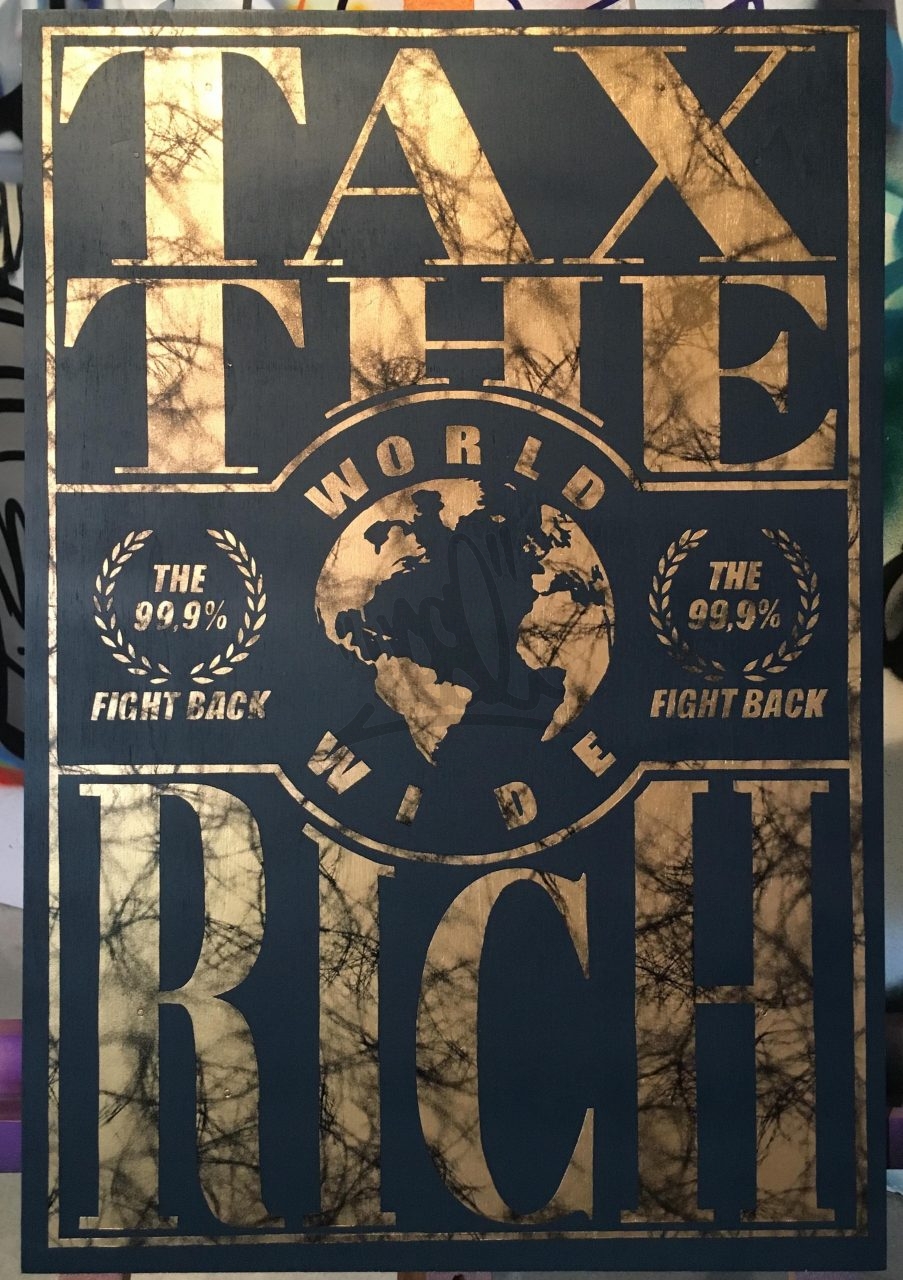 TAX
THE
WORLD
THE
99,9%
FIGHT BACK
THE
99,9%
FIGHT BACK
WIDE
RICH